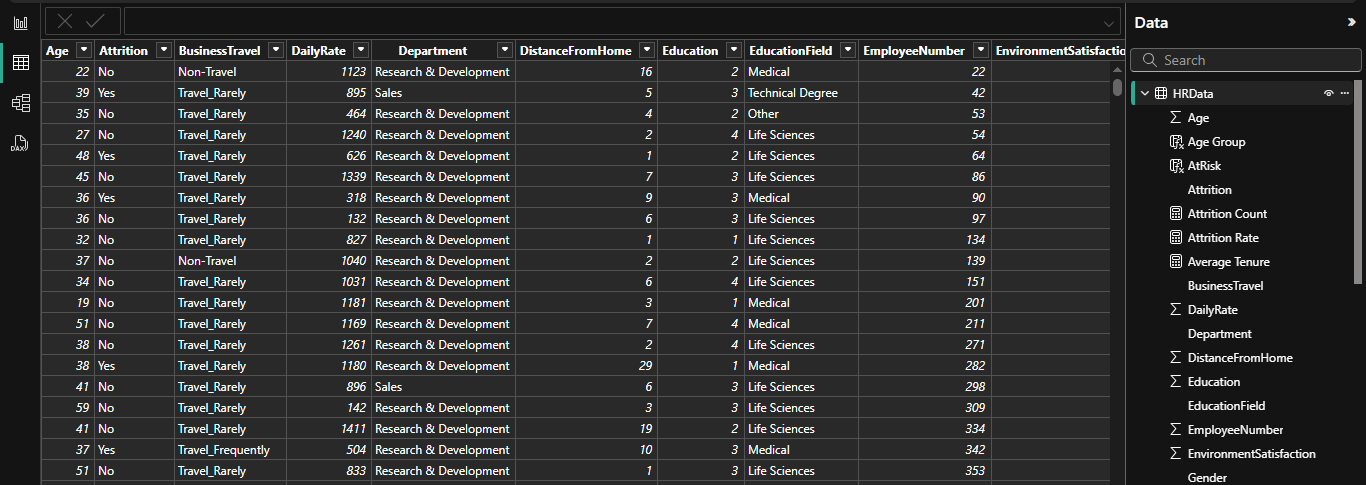 Data
Age Attrition BusinessTravel DailyRate Department DistanceFromHome Education EducationField EmployeeNumber EnvironmentSatisfactio
Search
22 No Non-Travel 1123 Research & Development 16 2 Medical 22
39 Yes Travel_Rarely 895 Sales 5 3 Technical Degree 42
35 No Travel_Rarely 464 Research & Development 4 2 Other 53
27 No Travel_Rarely 1240 Research & Development 2 4 Life Sciences 54
48 Yes Travel_Rarely 626 Research & Development 1 2 Life Sciences 64
45 No Travel_Rarely 1339 Research & Development 7 3 Life Sciences 86
36 Yes Travel_Rarely 318 Research & Development 9 3 Medical 90
36 No Travel_Rarely 132 Research & Development 6 3 Life Sciences 97
32 No Travel_Rarely 827 Research & Development 1 1 Life Sciences 134
37 No Non-Travel 1040 Research & Development 2 2 Life Sciences 139
34 No Travel_Rarely 1031 Research & Development 6 4 Life Sciences 151
19 No Travel_Rarely 1181 Research & Development 3 1 Medical 201
51 No Travel_Rarely 1169 Research & Development 7 4 Medical 211
38 No Travel_Rarely 1261 Research & Development 2 4 Life Sciences 271
38 Yes Travel_Rarely 1180 Research & Development 29 1 Medical 282
41 No Travel_Rarely 896 Sales 6 3 Life Sciences 298
59 No Travel_Rarely 142 Research & Development 3 3 Life Sciences 309
41 No Travel_Rarely 1411 Research & Development 19 2 Life Sciences 334
37 Yes Travel_Frequently 504 Research & Development 10 3 Medical 342
51 No Travel_Rarely 833 Research & Development 1 3 Life Sciences 353
HRData
Age
Age Group
AtRisk
Attrition
Attrition Count
Attrition Rate
Average Tenure
BusinessTravel
DailyRate
Department
DistanceFromHome
Education
EducationField
EmployeeNumber
EnvironmentSatisfaction
Gender
DAX